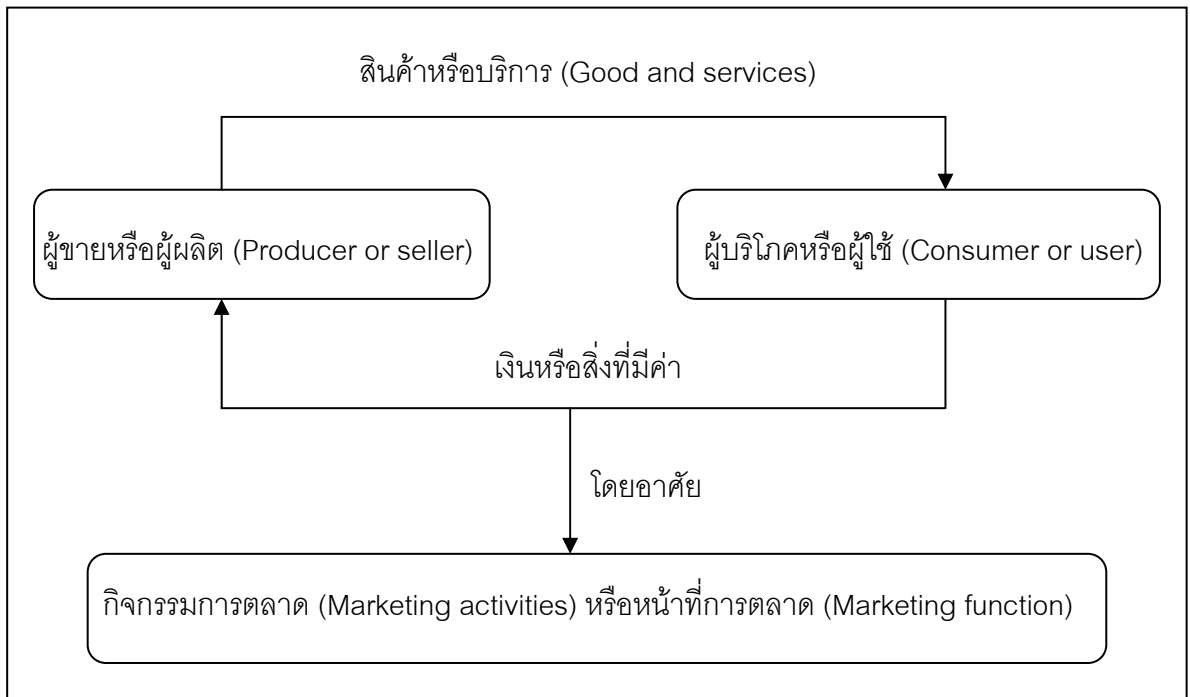 สินค้าหรือบริการ (Good and services)
ผู้ขายหรือผู้ผลิต (Producer or seller)
ผู้บริโภคหรือผู้ใช้ (Consumer or user)
เงินหรือสิ่งที่มีค่า
โดยอาศัย
กิจกรรมการตลาด (Marketing activities) หรือหน้าที่การตลาด (Marketing function)